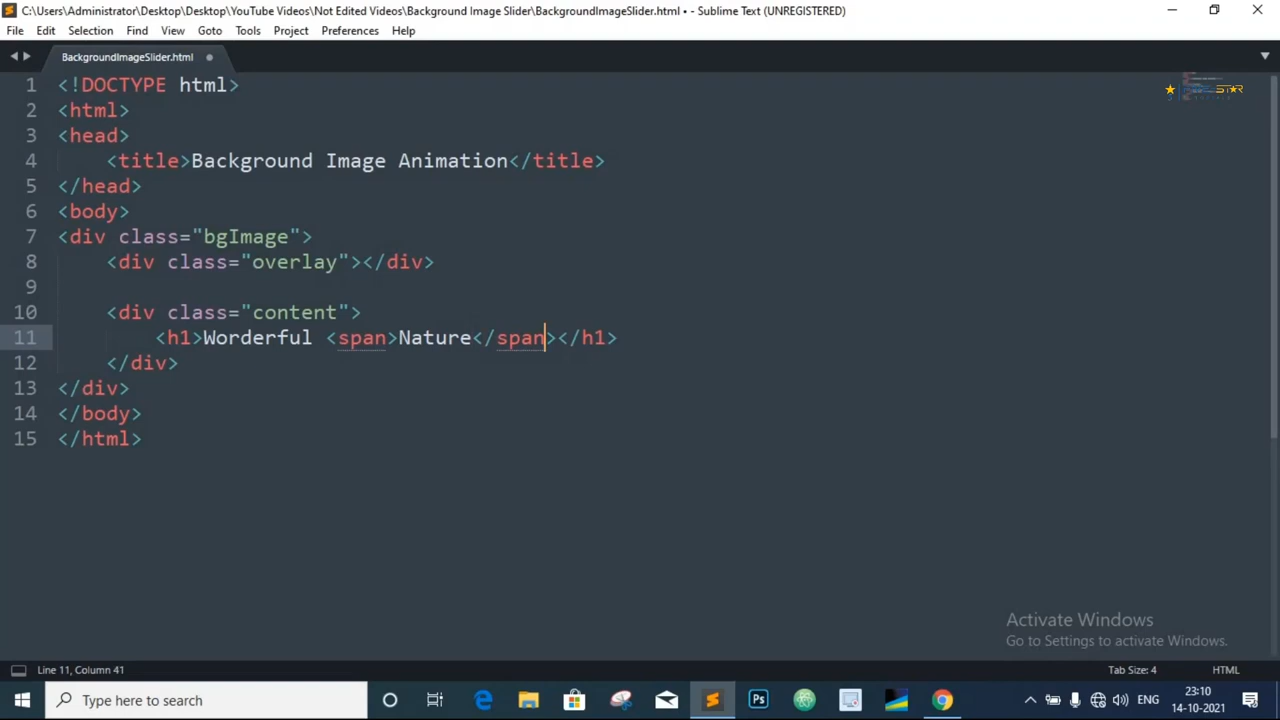 C:\Users\Administrator\Desktop\Desktop\YouTube Videos\Not Edited Videos\Background Image Slider\BackgroundImageSlider.html • - Sublime Text (UNREGISTERED)
File Edit Selection Find View Goto Tools Project Preferences Help
BackgroundImageSlider.html
1 <!DOCTYPE html>
2 <html>
3 <head>
4 <title>Background Image Animation</title>
5 </head>
6 <body>
7 <div class="bgImage">
8 <div class="overlay"></div>
9
10 <div class="content">
11 <h1>Worderful <span>Nature</span></h1>
12 </div>
13 </div>
14 </body>
15 </html>
STAR
Activate Windows
Go to Settings to activate Windows.
Line 11, Column 41 Tab Size: 4 HTML
Type here to search
Ps
ENG
23:10
14-10-2021